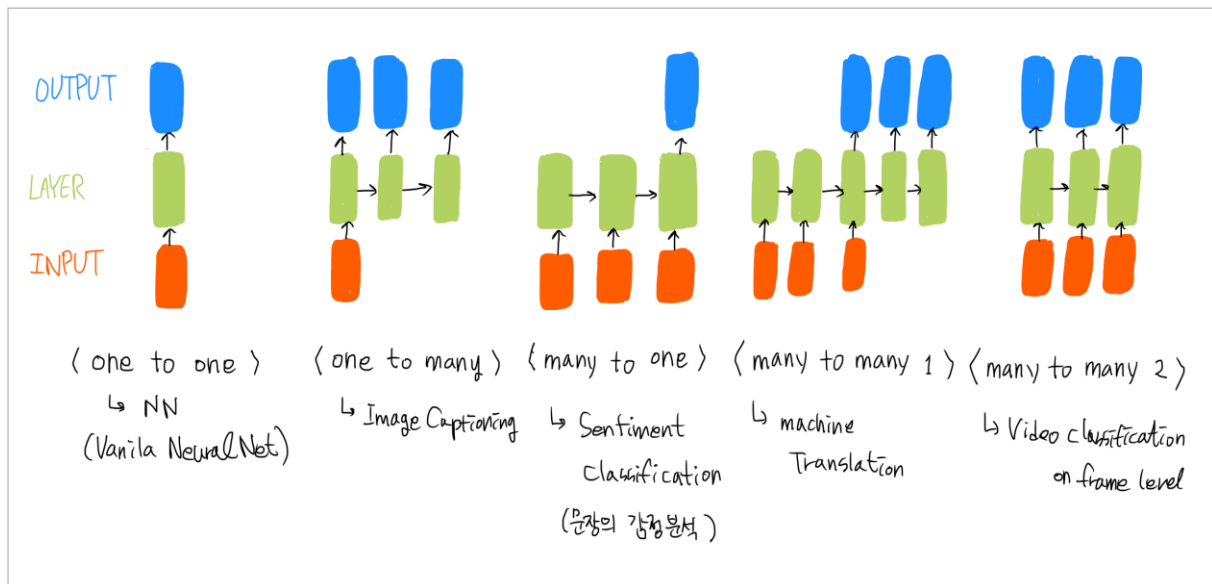 OUTPUT
LAYER
INPUT
< one to one >
↳ NN
(Vanila Neural Net)
< one to many >
↳ Image Captioning
< many to one >
↳ Sentiment
Classification
(문장의 감정분석)
< many to many 1 >
↳ machine
Translation
< many to many 2 >
↳ Video classification
on frame level